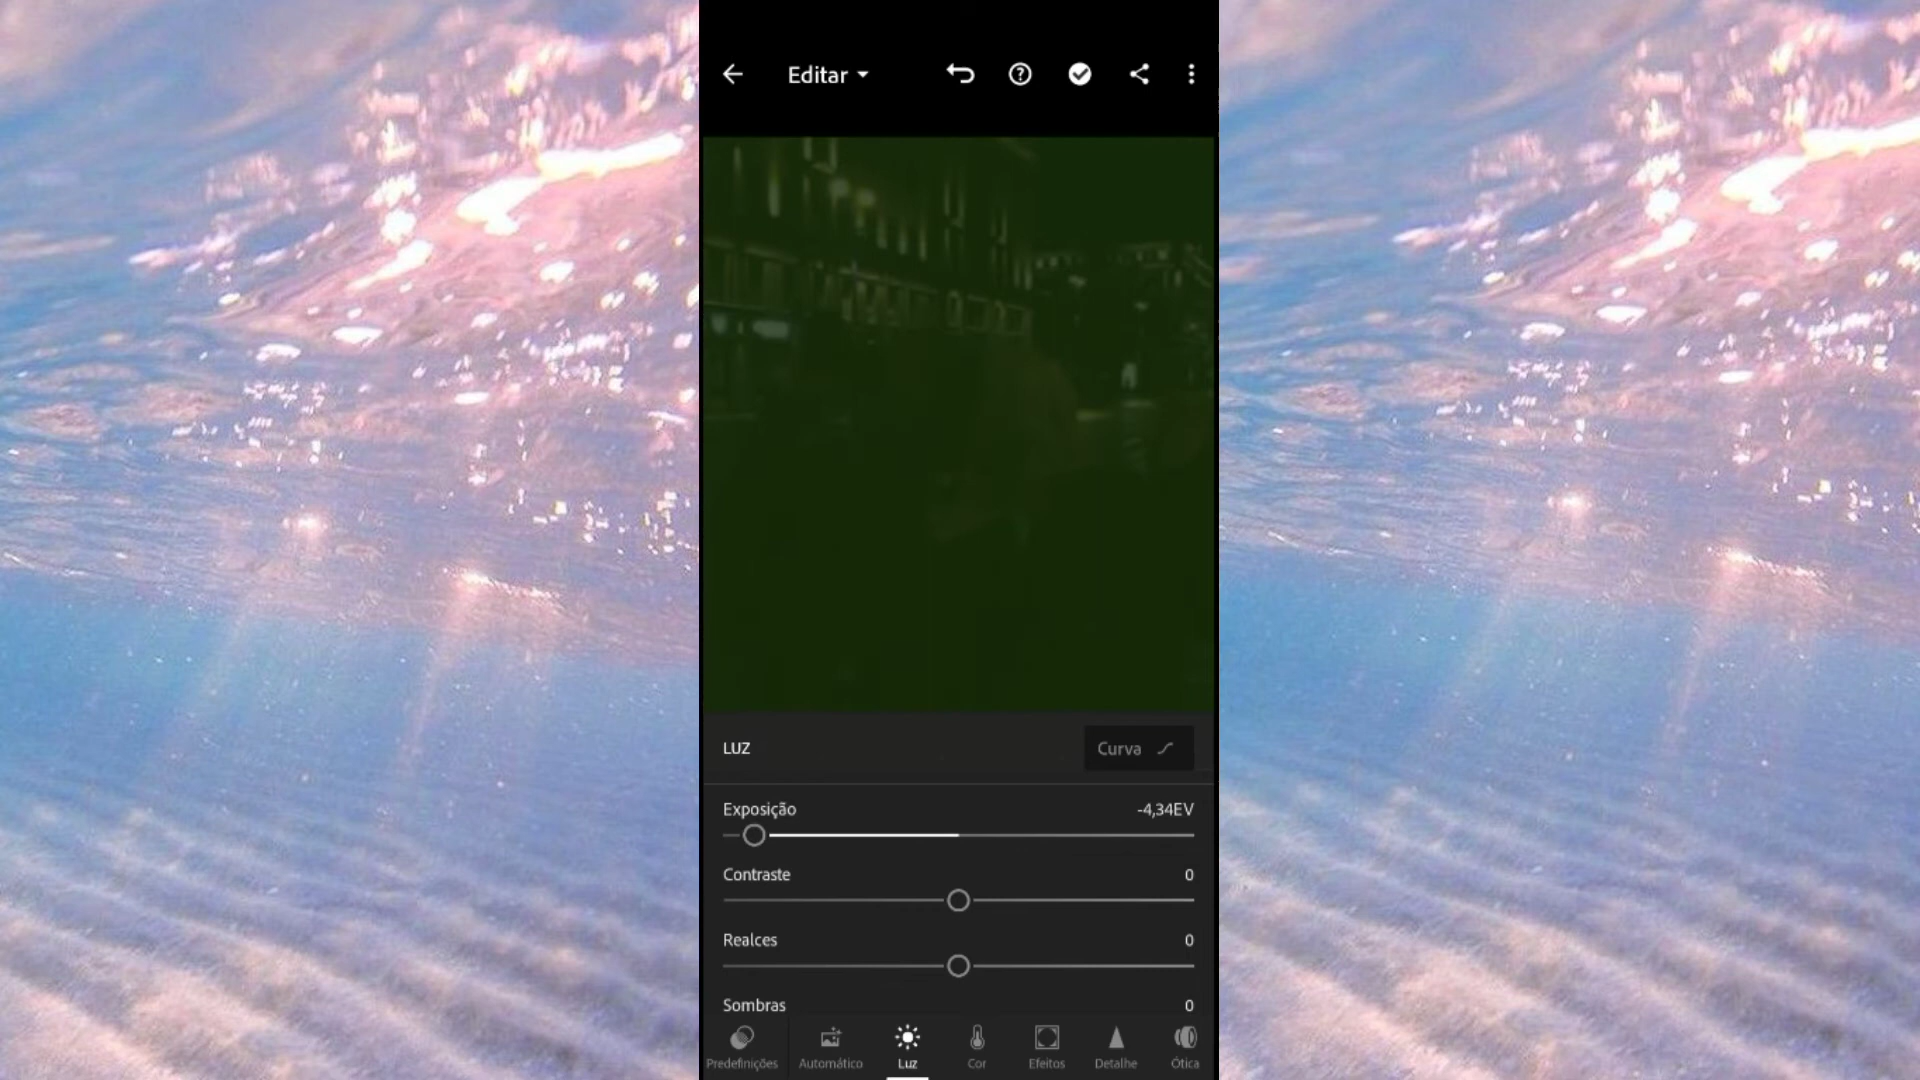 Editar
LUZ
Curva
Exposição
-4,34EV
Contraste
0
Realces
0
Sombras
0
Predefinições
Automático
Luz
Cor
Efeitos
Detalhe
Ótica